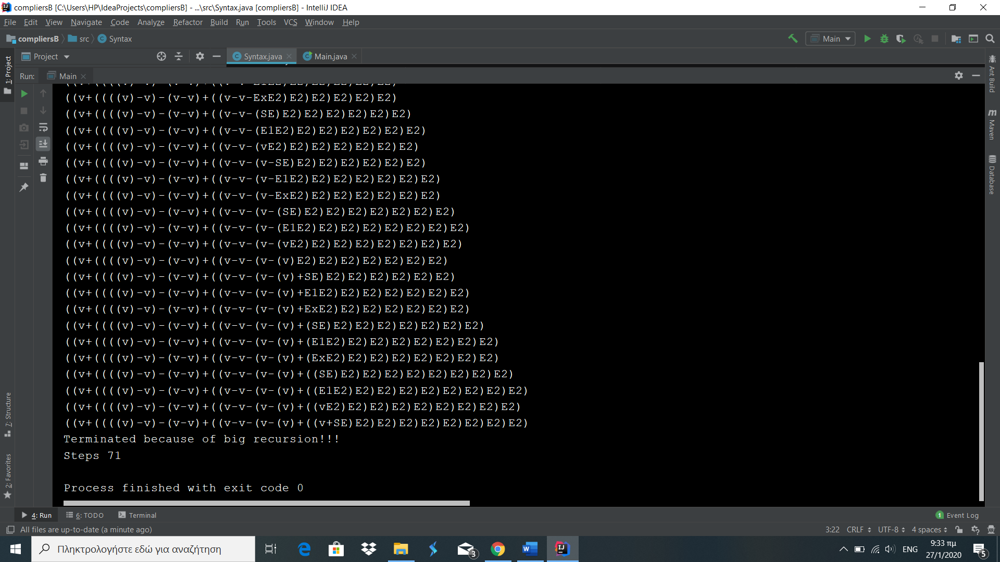 compliersB [C:\Users\HP\IdeaProjects\compliersB] - ...\src\Syntax.java [compliersB] - IntelliJ IDEA
File Edit View Navigate Code Analyze Refactor Build Run Tools VCS Window Help
compliersB src Syntax Main
Project Syntax.java Main.java
Run: Main
((v+((((v)-v)-(v-v)+((v-v-ExE2)E2)E2)E2)E2)E2)
((v+((((v)-v)-(v-v)+((v-v-(SE)E2)E2)E2)E2)E2)E2)
((v+((((v)-v)-(v-v)+((v-v-(E1E2)E2)E2)E2)E2)E2)E2)
((v+((((v)-v)-(v-v)+((v-v-(vE2)E2)E2)E2)E2)E2)E2)
((v+((((v)-v)-(v-v)+((v-v-(v-SE)E2)E2)E2)E2)E2)E2)
((v+((((v)-v)-(v-v)+((v-v-(v-E1E2)E2)E2)E2)E2)E2)E2)
((v+((((v)-v)-(v-v)+((v-v-(v-ExE2)E2)E2)E2)E2)E2)E2)
((v+((((v)-v)-(v-v)+((v-v-(v-(SE)E2)E2)E2)E2)E2)E2)E2)
((v+((((v)-v)-(v-v)+((v-v-(v-(E1E2)E2)E2)E2)E2)E2)E2)E2)
((v+((((v)-v)-(v-v)+((v-v-(v-(vE2)E2)E2)E2)E2)E2)E2)E2)
((v+((((v)-v)-(v-v)+((v-v-(v-(v)E2)E2)E2)E2)E2)E2)E2)
((v+((((v)-v)-(v-v)+((v-v-(v-(v)+SE)E2)E2)E2)E2)E2)E2)
((v+((((v)-v)-(v-v)+((v-v-(v-(v)+E1E2)E2)E2)E2)E2)E2)E2)
((v+((((v)-v)-(v-v)+((v-v-(v-(v)+ExE2)E2)E2)E2)E2)E2)E2)
((v+((((v)-v)-(v-v)+((v-v-(v-(v)+(SE)E2)E2)E2)E2)E2)E2)E2)
((v+((((v)-v)-(v-v)+((v-v-(v-(v)+(E1E2)E2)E2)E2)E2)E2)E2)E2)
((v+((((v)-v)-(v-v)+((v-v-(v-(v)+(ExE2)E2)E2)E2)E2)E2)E2)E2)
((v+((((v)-v)-(v-v)+((v-v-(v-(v)+((SE)E2)E2)E2)E2)E2)E2)E2)E2)
((v+((((v)-v)-(v-v)+((v-v-(v-(v)+((E1E2)E2)E2)E2)E2)E2)E2)E2)E2)
((v+((((v)-v)-(v-v)+((v-v-(v-(v)+((vE2)E2)E2)E2)E2)E2)E2)E2)E2)
((v+((((v)-v)-(v-v)+((v-v-(v-(v)+((v+SE)E2)E2)E2)E2)E2)E2)E2)E2)
Terminated because of big recursion!!!
Steps 71
Process finished with exit code 0
1: Project
7: Structure
2: Favorites
Ant Build
m Maven
Database
4: Run 6: TODO Terminal 1 Event Log
All files are up-to-date (a minute ago) 3:22 CRLF UTF-8 4 spaces
Πληκτρολογήστε εδώ για αναζήτηση 3 ENG 9:33 πμ
27/1/2020 5